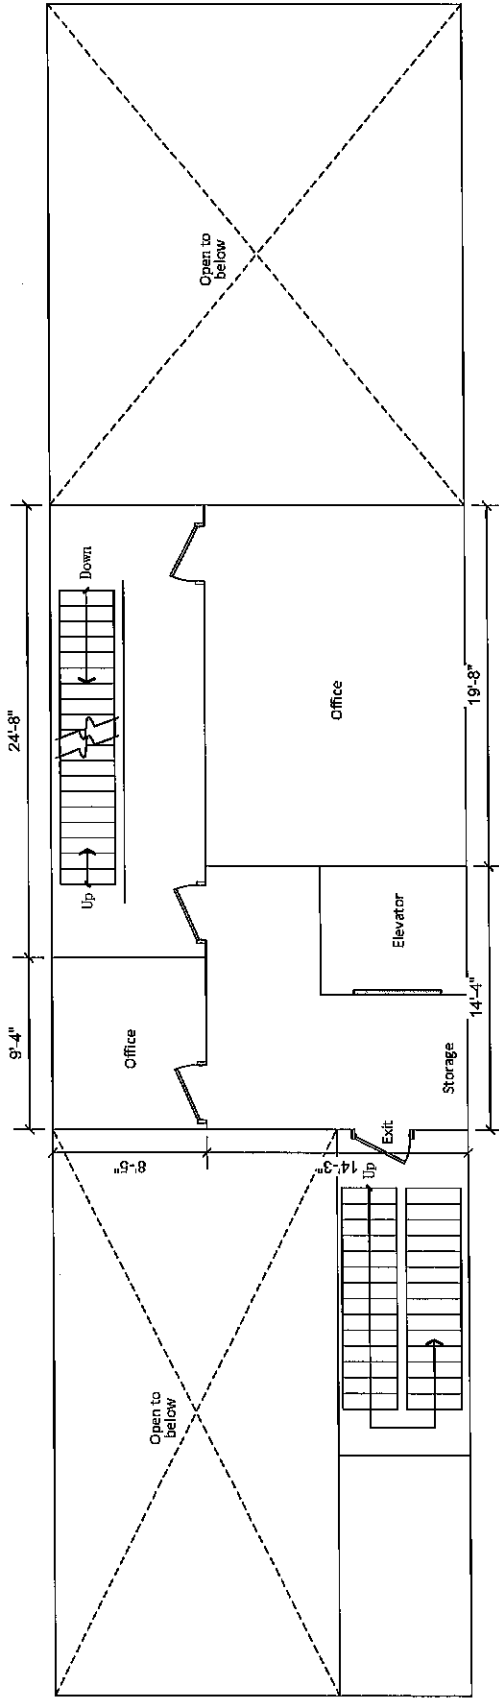 Open to
below
24'-8"
9'-4"
Down
Up
Office
Office
19'-8"
Elevator
14'-4"
Storage
Exit
8'-5"
14'-3"
Up
Open to
below